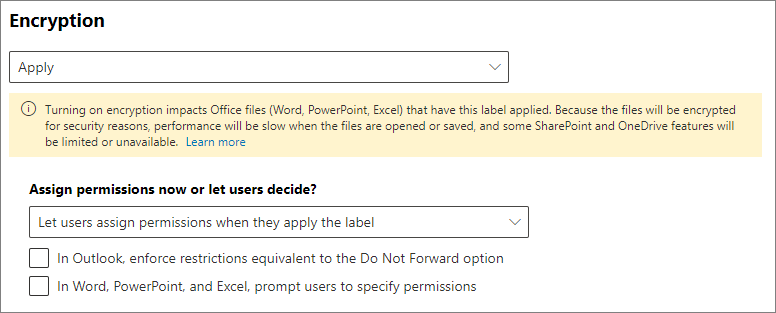 Encryption
Apply
Turning on encryption impacts Office files (Word, PowerPoint, Excel) that have this label applied. Because the files will be encrypted
for security reasons, performance will be slow when the files are opened or saved, and some SharePoint and OneDrive features will
be limited or unavailable. Learn more
Assign permissions now or let users decide?
Let users assign permissions when they apply the label
In Outlook, enforce restrictions equivalent to the Do Not Forward option
In Word, PowerPoint, and Excel, prompt users to specify permissions